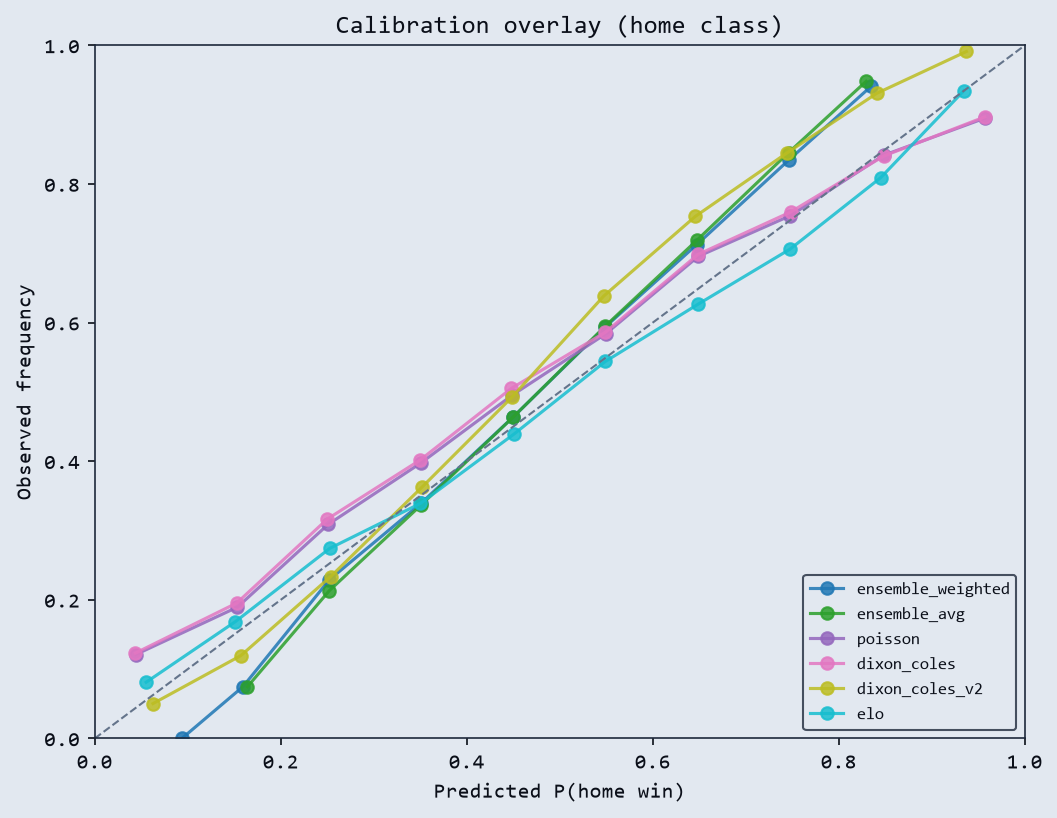 Calibration overlay (home class)
1.0
0.8
0.6
0.4
0.2
0.0
Observed frequency
0.0 0.2 0.4 0.6 0.8 1.0
Predicted P(home win)
ensemble_weighted
ensemble_avg
poisson
dixon_coles
dixon_coles_v2
elo